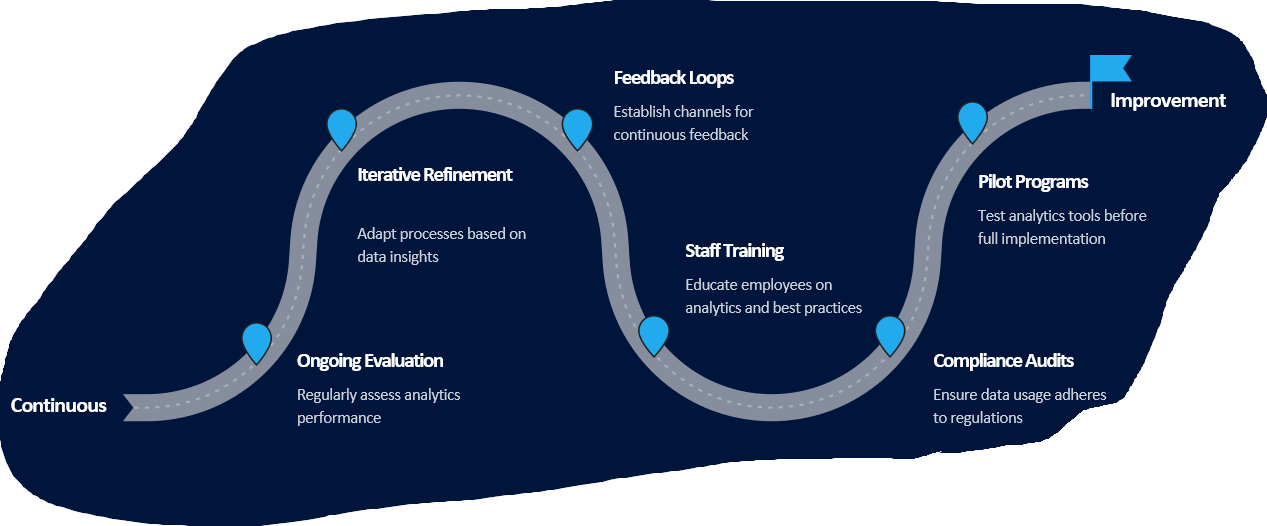 Continuous
Ongoing Evaluation
Regularly assess analytics
performance
Iterative Refinement
Adapt processes based on
data insights
Feedback Loops
Establish channels for
continuous feedback
Staff Training
Educate employees on
analytics and best practices
Compliance Audits
Ensure data usage adheres
to regulations
Pilot Programs
Test analytics tools before
full implementation
Improvement